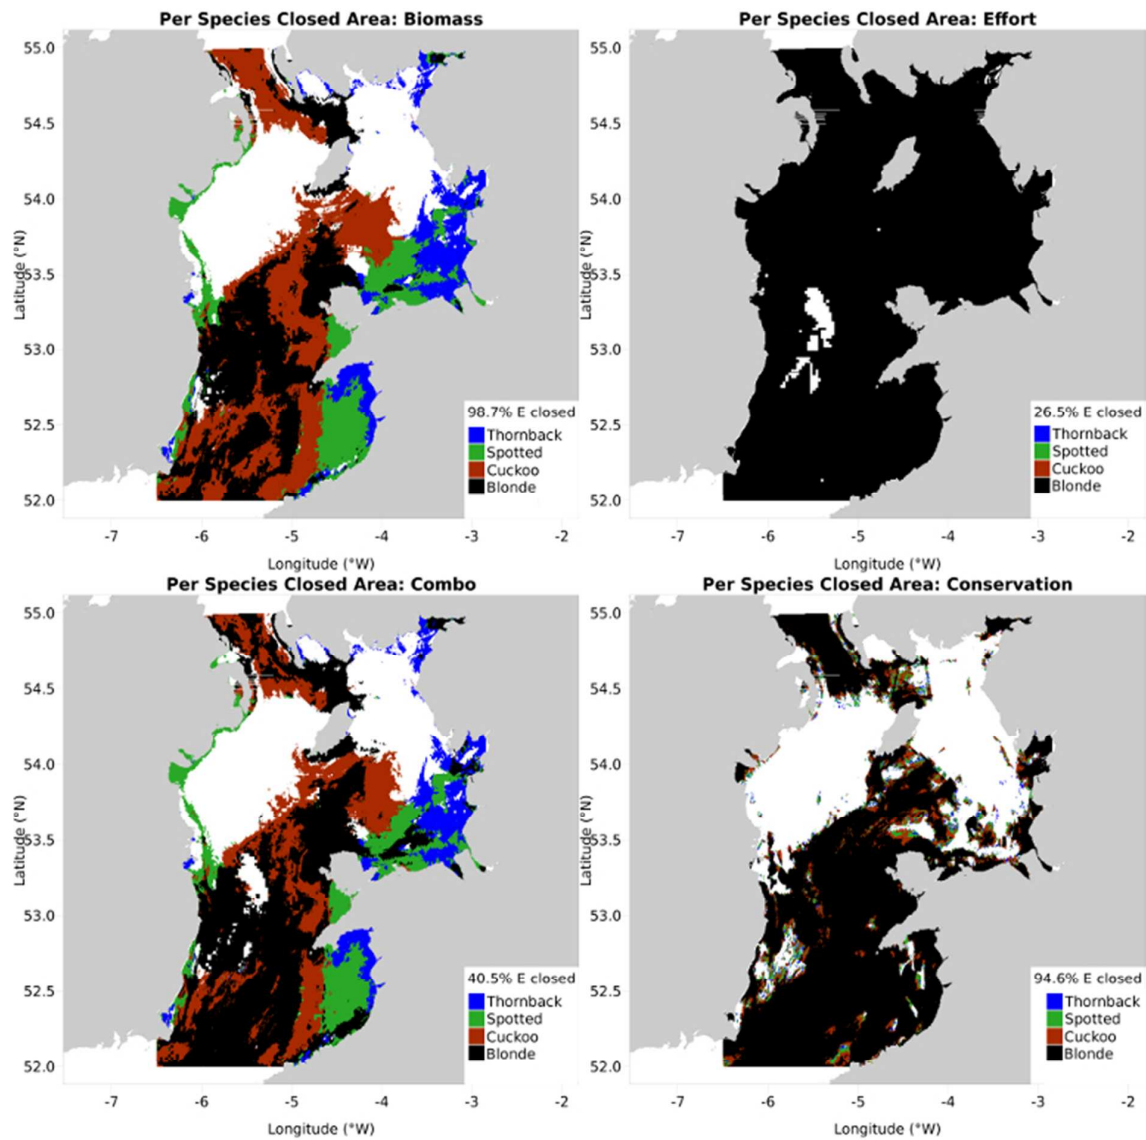 Per Species Closed Area: Biomass
55.0
54.5
54.0
53.5
53.0
52.5
52.0
Latitude (°N)
98.7% E closed
Thornback
Spotted
Cuckoo
Blonde
-7 -6 -5 -4 -3 -2
Longitude (°W)
Per Species Closed Area: Effort
55.0
54.5
54.0
53.5
53.0
52.5
52.0
Latitude (°N)
26.5% E closed
Thornback
Spotted
Cuckoo
Blonde
-7 -6 -5 -4 -3 -2
Longitude (°W)
Per Species Closed Area: Combo
55.0
54.5
54.0
53.5
53.0
52.5
52.0
Latitude (°N)
40.5% E closed
Thornback
Spotted
Cuckoo
Blonde
-7 -6 -5 -4 -3 -2
Longitude (°W)
Per Species Closed Area: Conservation
55.0
54.5
54.0
53.5
53.0
52.5
52.0
Latitude (°N)
94.6% E closed
Thornback
Spotted
Cuckoo
Blonde
-7 -6 -5 -4 -3 -2
Longitude (°W)